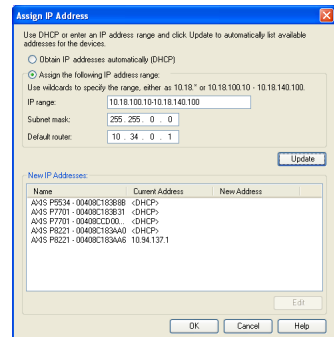 Assign IP Address
Use DHCP or enter an IP address range and click Update to automatically list available
addresses for the devices.
Obtain IP addresses automatically (DHCP)
Assign the following IP address range:
Use wildcards to specify the range, either as 10.18.* or 10.18.100.10 - 10.18.140.100.
IP range: 10.18.100.10-10.18.140.100
Subnet mask: 255 . 255 . 0 . 0
Default router: 10 . 34 . 0 . 1
Update
New IP Addresses:
Name Current Address New Address
AXIS P5534 - 00408C183B8B <DHCP>
AXIS P7701 - 00408C183B31 <DHCP>
AXIS P7701 - 00408CCD00... <DHCP>
AXIS P8221 - 00408C183AA0 <DHCP>
AXIS P8221 - 00408C183AA6 10.94.137.1
Edit
OK Cancel Help